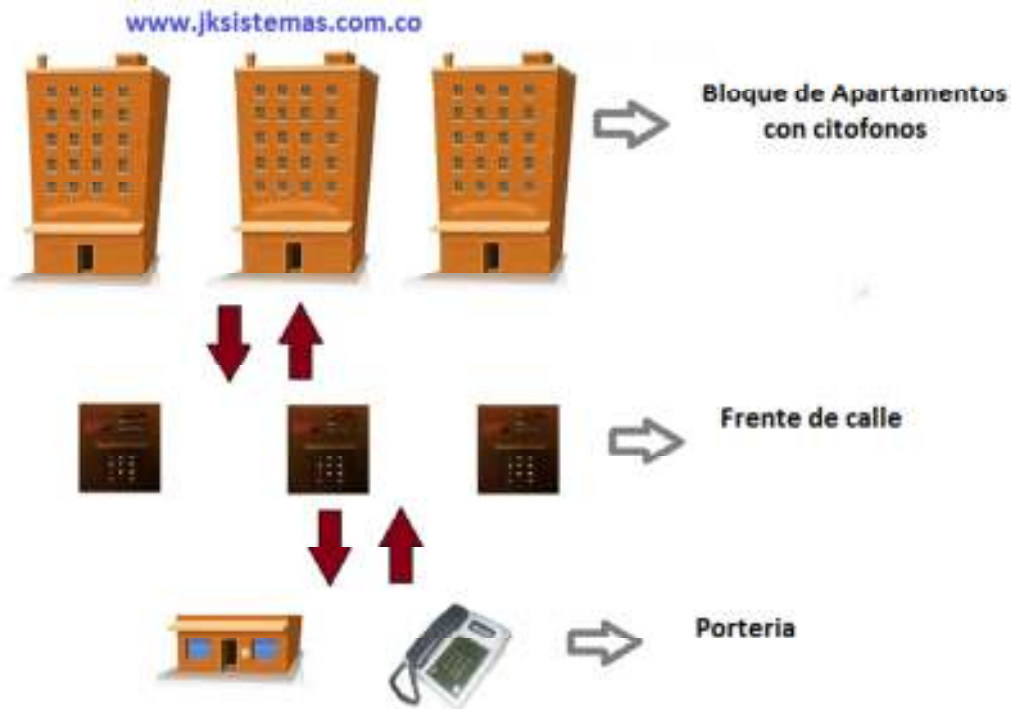 www.jksistemas.com.co
Bloque de Apartamentos
con citofonos
Frente de calle
Porteria